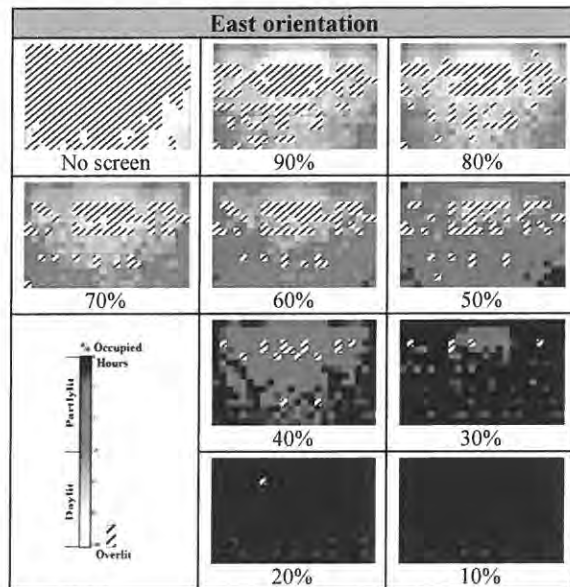 East orientation
No screen 90% 80%
70% 60% 50%
% Occupied
Hours
Partlylit
Daylit
Overlit
40% 30%
20% 10%